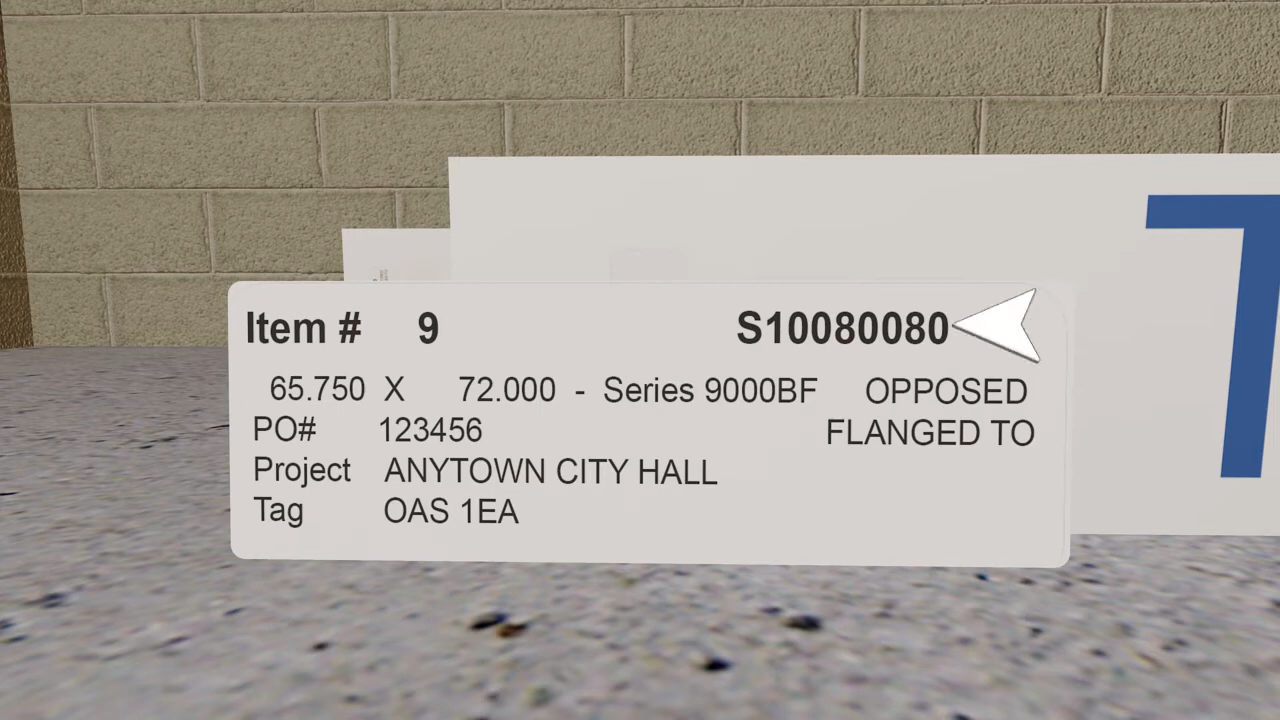 Item # 9 S10080080
65.750 X 72.000 - Series 9000BF OPPOSED
PO# 123456 FLANGED TO
Project ANYTOWN CITY HALL
Tag OAS 1EA
T